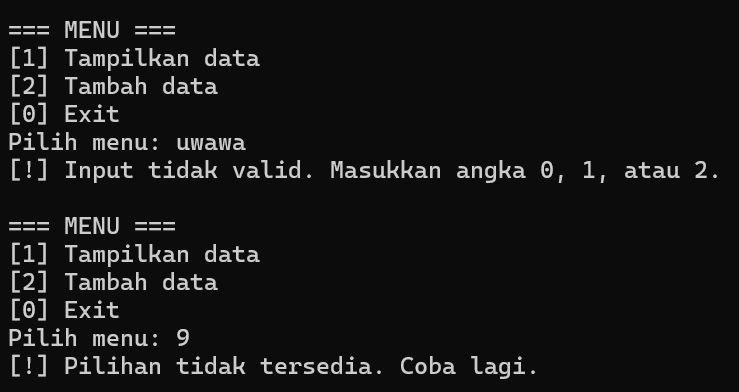 === MENU ===
[1] Tampilkan data
[2] Tambah data
[0] Exit
Pilih menu: uwawa
[!] Input tidak valid. Masukkan angka 0, 1, atau 2.
=== MENU ===
[1] Tampilkan data
[2] Tambah data
[0] Exit
Pilih menu: 9
[!] Pilihan tidak tersedia. Coba lagi.